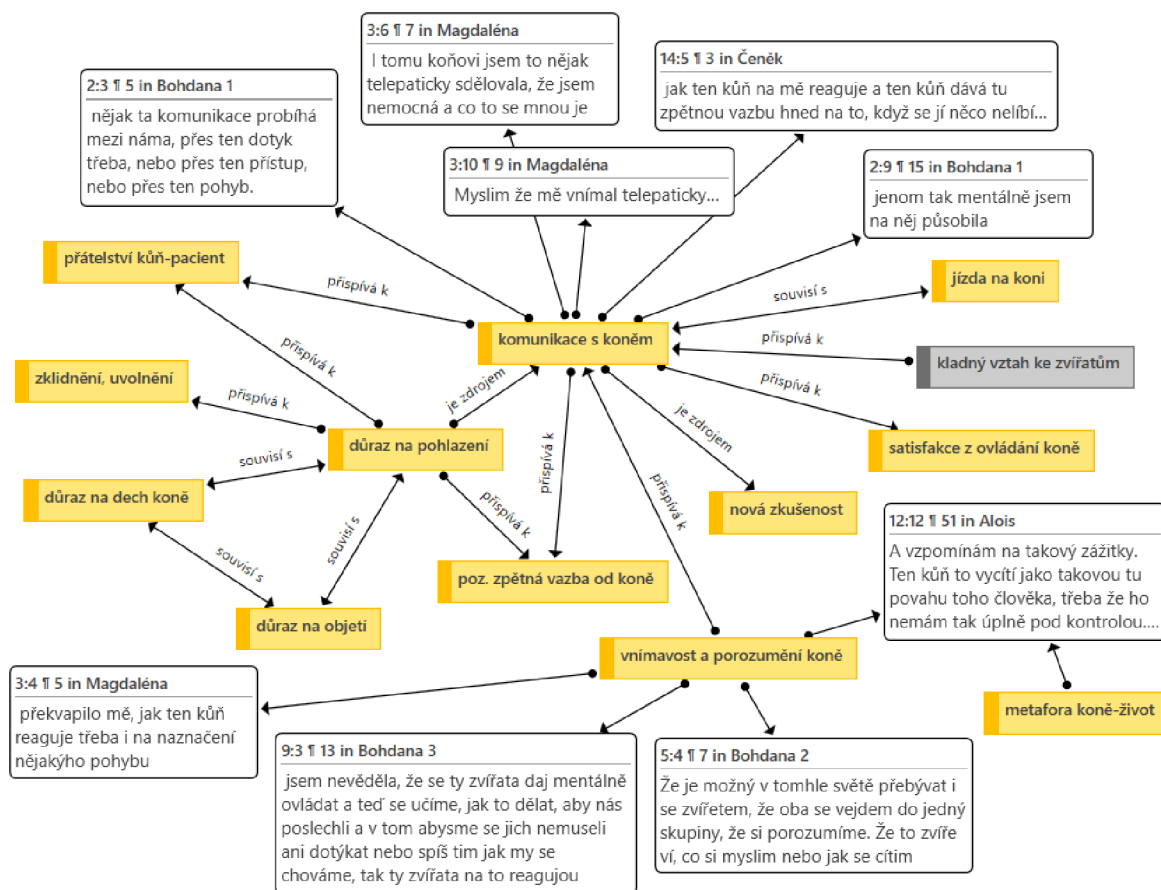 3:6 ¶ 7 in Magdaléna
I tomu koňovi jsem to nějak
telepaticky sdělovala, že jsem
nemocná a co to se mnou je
14:5 ¶ 3 in Čeněk
jak ten kůň na mě reaguje a ten kůň dává tu
zpětnou vazbu hned na to, když se jí něco nelíbí...
2:3 ¶ 5 in Bohdana 1
nějak ta komunikace probíhá
mezi náma, přes ten dotyk
třeba, nebo přes ten přístup,
nebo přes ten pohyb.
3:10 ¶ 9 in Magdaléna
Myslim že mě vnímal telepaticky...
2:9 ¶ 15 in Bohdana 1
jenom tak mentálně jsem
na něj působila
přátelství kůň-pacient
přispívá k
souvisí s
jízda na koni
komunikace s koněm
přispívá k
kladný vztah ke zvířatům
přispívá k
zklidnění, uvolnění
přispívá k
je zdrojem
přispívá k
důraz na pohlazení
je zdrojem
satisfakce z ovládání koně
souvisí s
důraz na dech koně
přispívá k
přispívá k
nová zkušenost
přispívá k
souvisí s
souvisí s
poz. zpětná vazba od koně
důraz na objetí
12:12 ¶ 51 in Alois
A vzpomínám na takový zážitky.
Ten kůň to vycítí jako takovou tu
povahu toho člověka, třeba že ho
nemám tak úplně pod kontrolou....
vnímavost a porozumění koně
metafora koně-život
3:4 ¶ 5 in Magdaléna
překvapilo mě, jak ten kůň
reaguje třeba i na naznačení
nějakýho pohybu
9:3 ¶ 13 in Bohdana 3
jsem nevěděla, že se ty zvířata daj mentálně
ovládat a teď se učíme, jak to dělat, aby nás
poslechli a v tom abysme se jich nemuseli
ani dotýkat nebo spíš tim jak my se
chováme, tak ty zvířata na to reagujou
5:4 ¶ 7 in Bohdana 2
Že je možný v tomhle světě přebývat i
se zvířetem, že oba se vejdem do jedný
skupiny, že si porozumíme. Že to zvíře
ví, co si myslim nebo jak se cítim